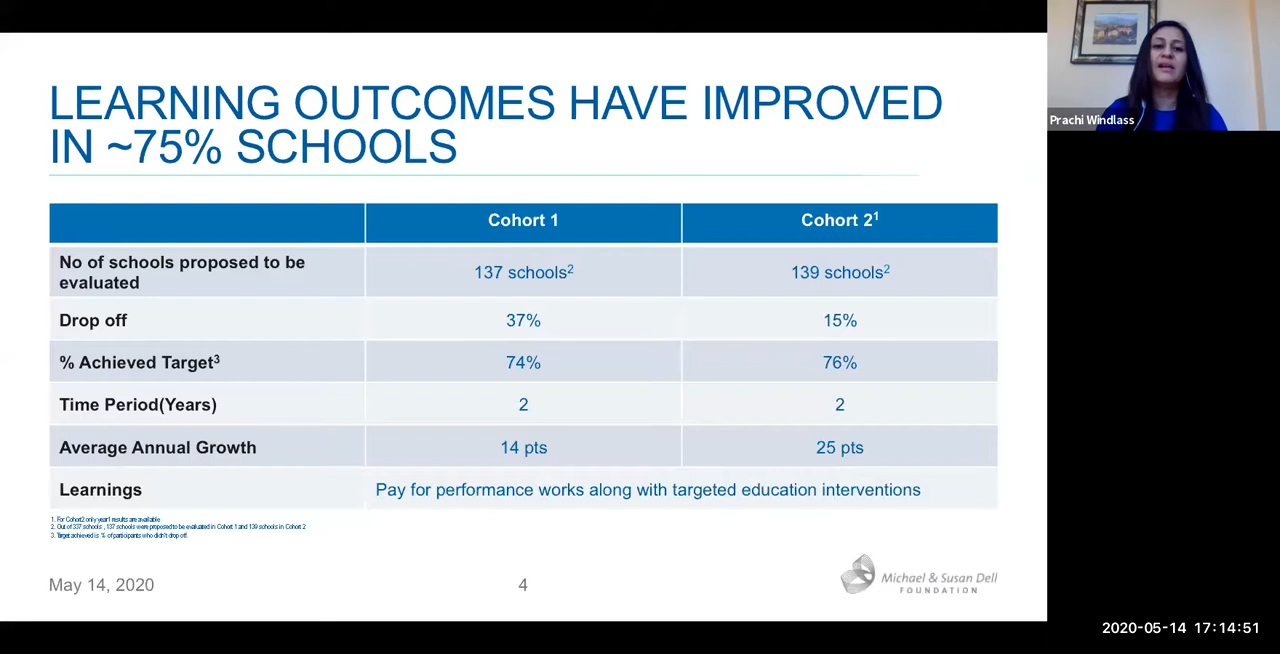 LEARNING OUTCOMES HAVE IMPROVED
IN ~75% SCHOOLS
Prachi Windlass
Cohort 1
Cohort 2¹
No of schools proposed to be
evaluated
137 schools²
139 schools²
Drop off
37%
15%
% Achieved Target³
74%
76%
Time Period(Years)
2
2
Average Annual Growth
14 pts
25 pts
Learnings
Pay for performance works along with targeted education interventions
1. For Cohort2 only year1 results are available
2. Out of 337 schools , 137 schools were proposed to be evaluated in Cohort 1 and 139 schools in Cohort 2
3. Target achieved is % of participants who didn't drop off.
May 14, 2020
4
Michael & Susan Dell
FOUNDATION
2020-05-14 17:14:51